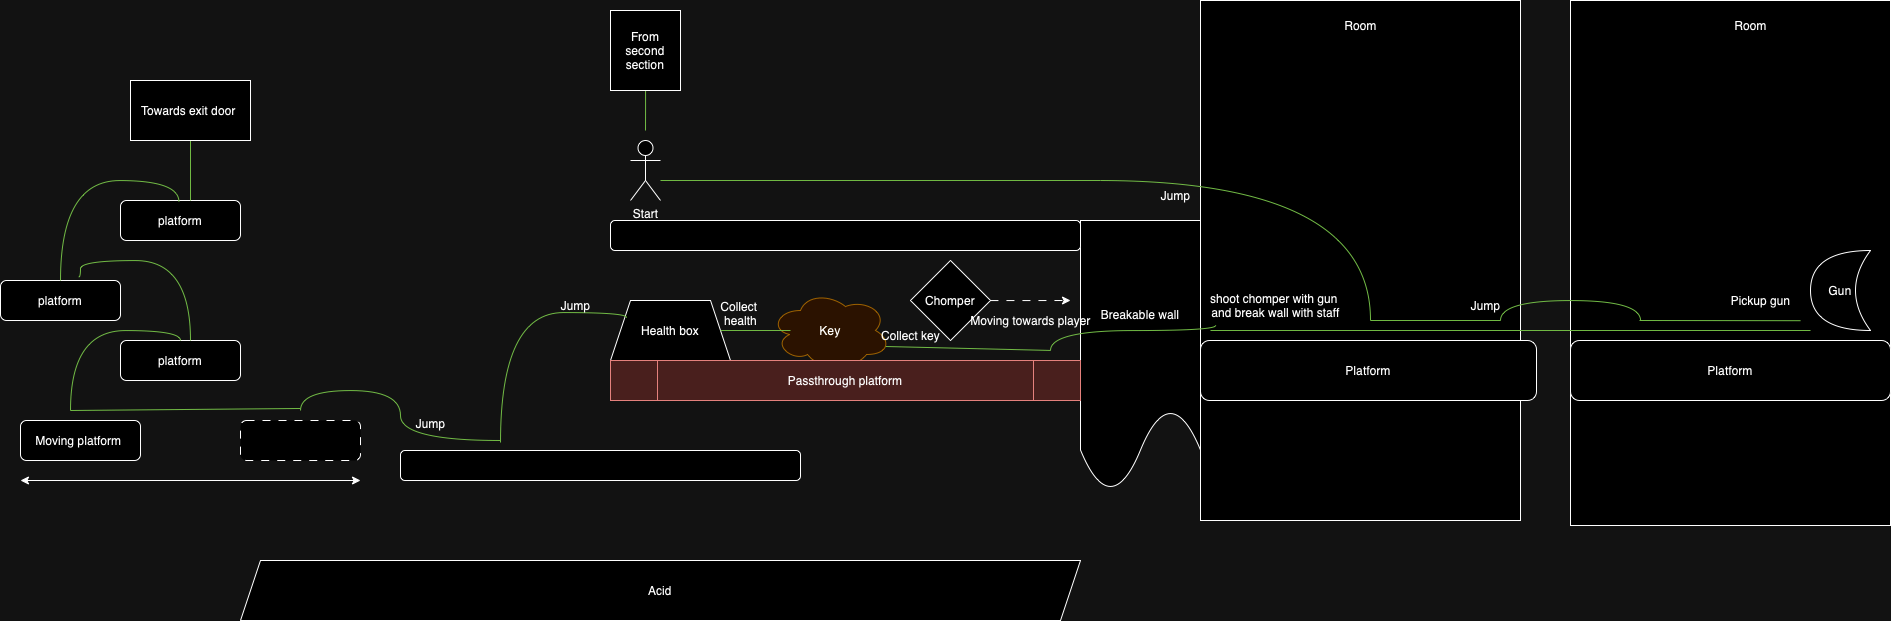 Room
Room
From
second
section
Towards exit door
Jump
platform
Start
platform
Chomper
Gun
shoot chomper with gun
and break wall with staff
Pickup gun
Jump
Jump
Collect
health
Breakable wall
Moving towards player
Health box
Key
Collect key
platform
Passthrough platform
Platform
Platform
Jump
Moving platform
Acid